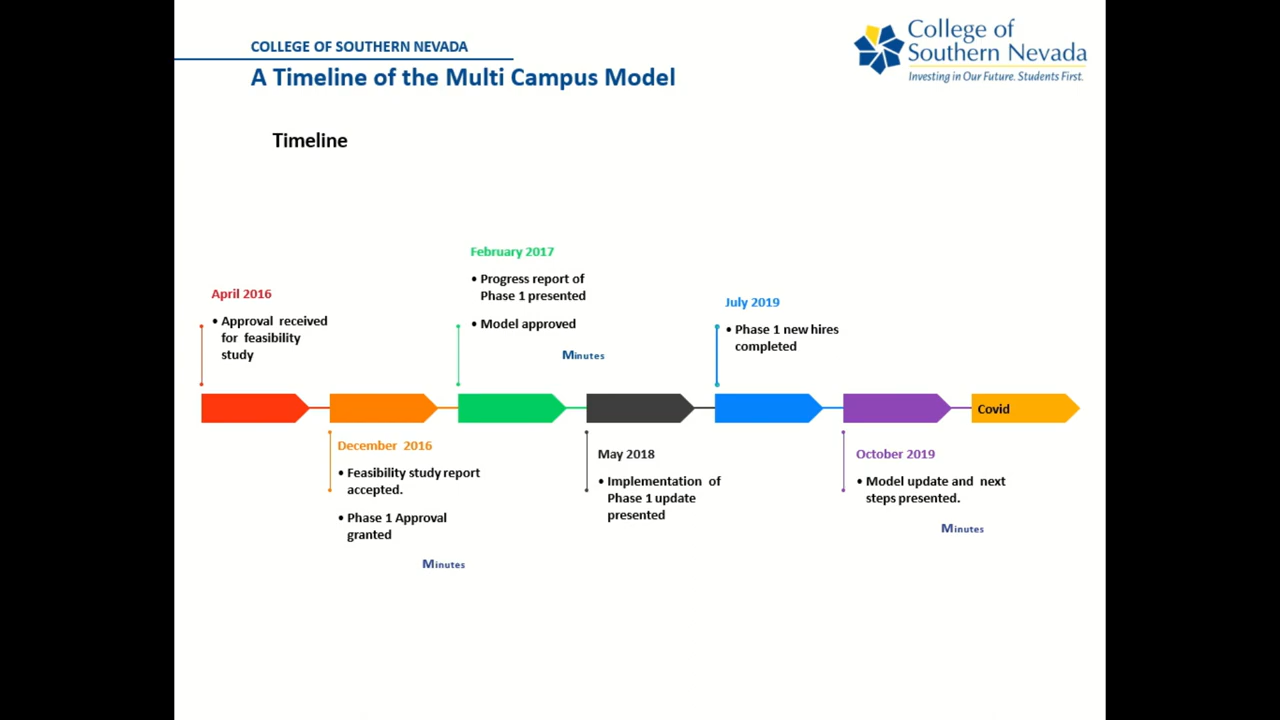 COLLEGE OF SOUTHERN NEVADA
A Timeline of the Multi Campus Model
College of
Southern Nevada
Investing in Our Future. Students First.
Timeline
April 2016
• Approval received
for feasibility
study
December 2016
• Feasibility study report
accepted.
• Phase 1 Approval
granted
Minutes
February 2017
• Progress report of
Phase 1 presented
• Model approved
Minutes
May 2018
• Implementation of
Phase 1 update
presented
July 2019
• Phase 1 new hires
completed
October 2019
• Model update and next
steps presented.
Minutes
Covid